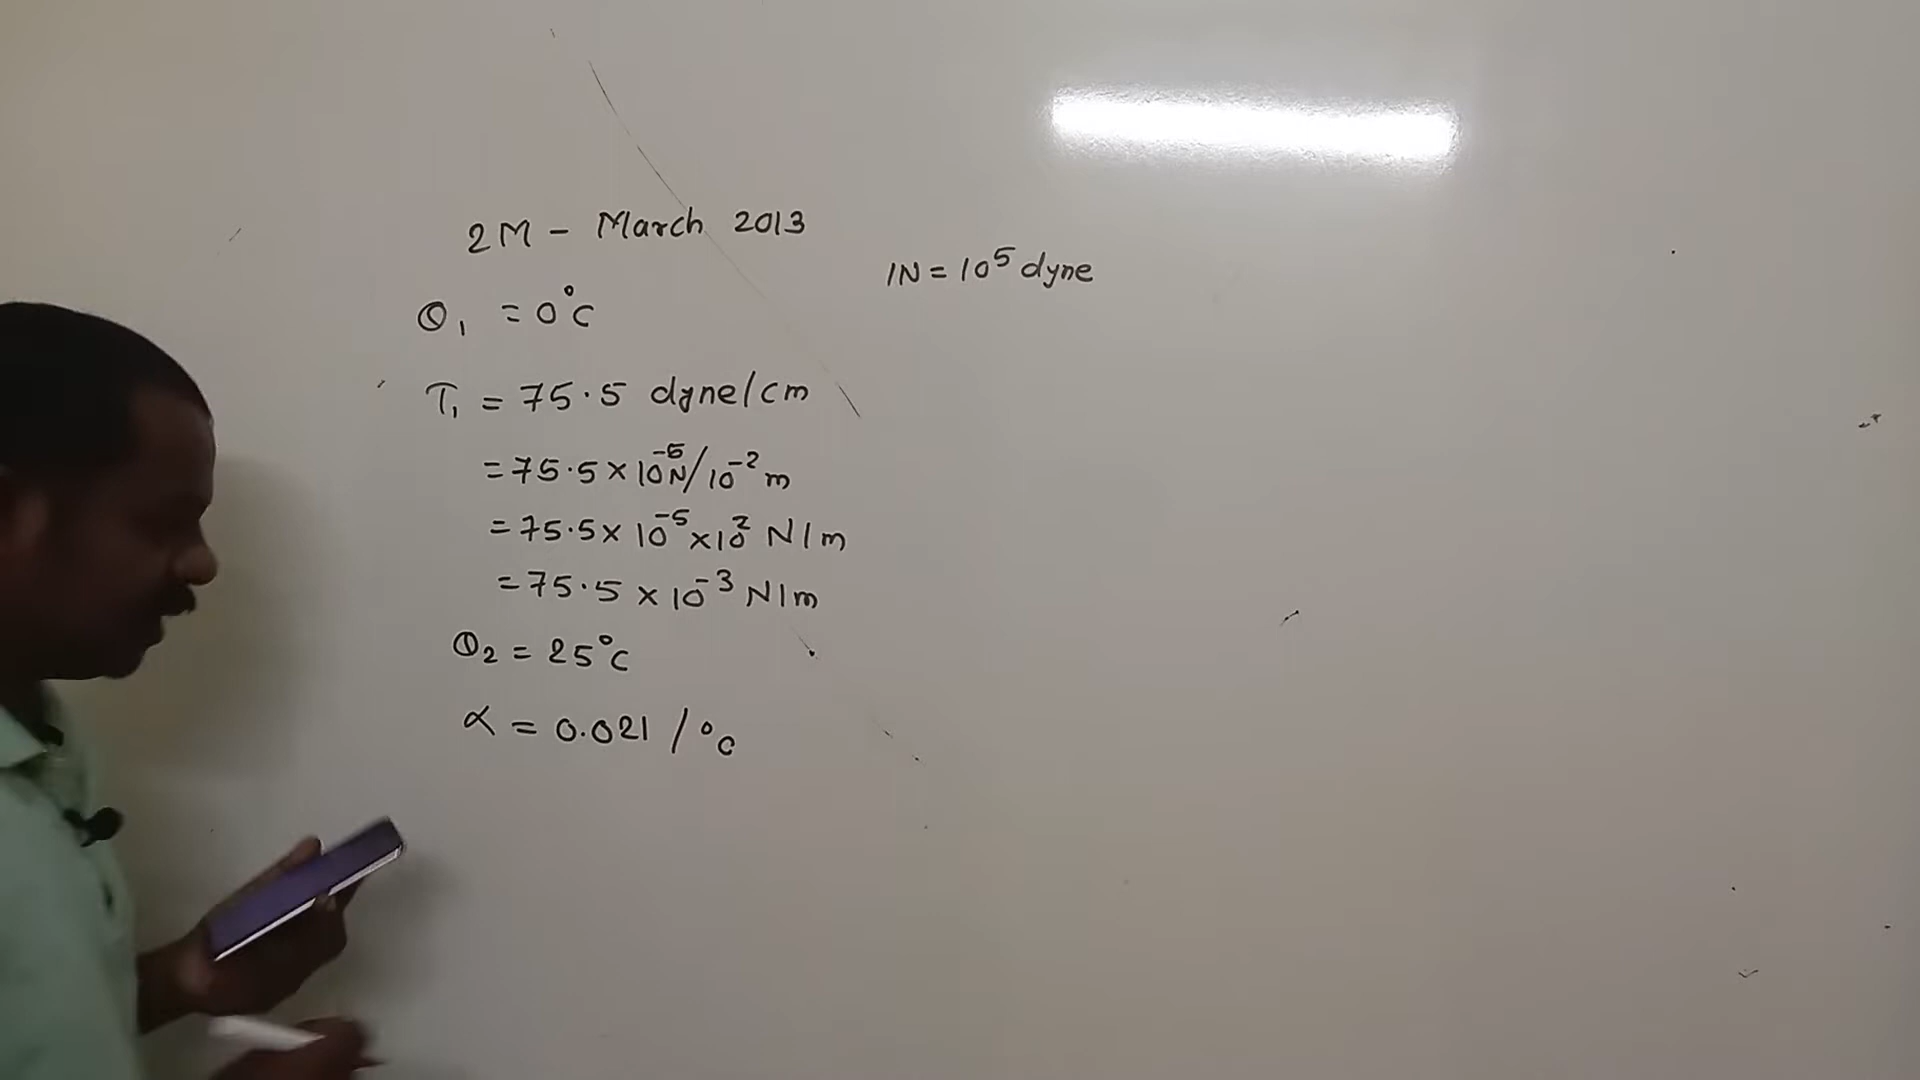 2M - March 2013
1N = 10⁵ dyne
θ₁ = 0°C
T₁ = 75.5 dyne/cm
= 75.5 × 10⁻⁵N/10⁻² m
= 75.5 × 10⁻⁵ × 10² N/m
= 75.5 × 10⁻³ N/m
θ₂ = 25°C
α = 0.021 /°C